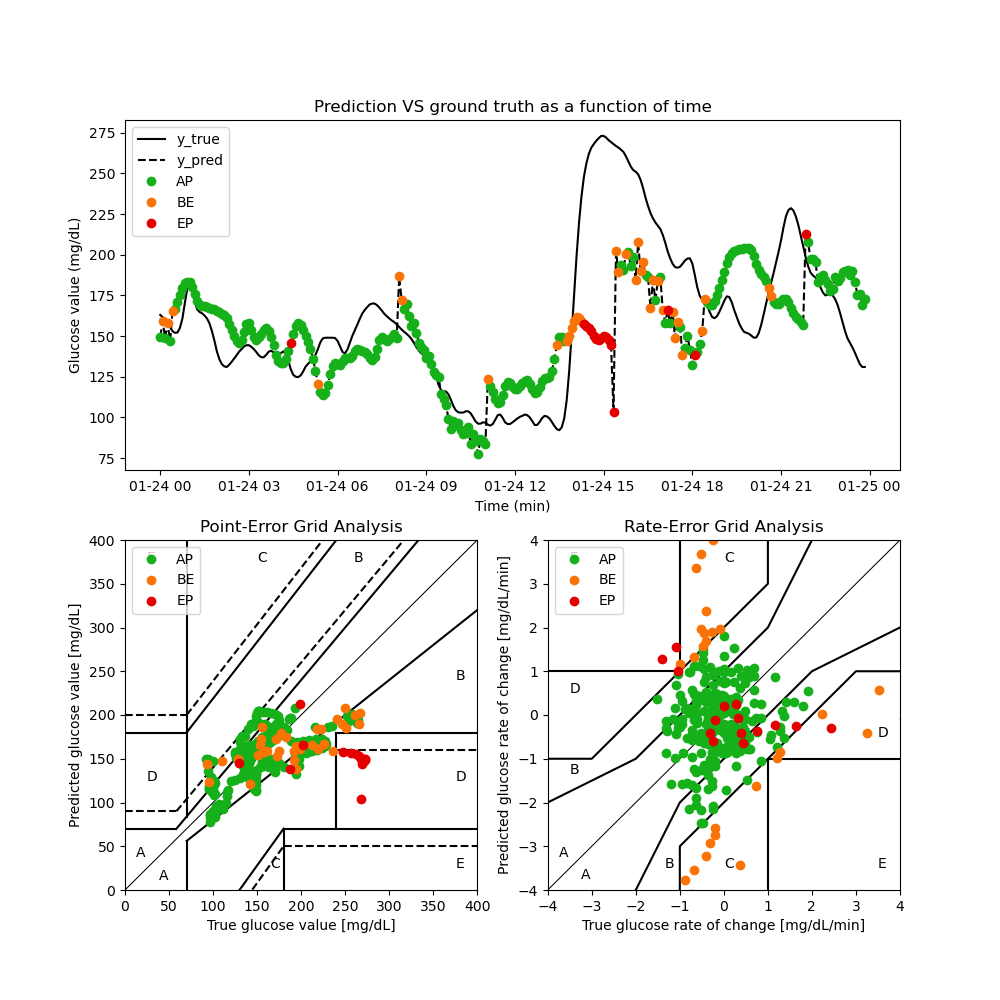 Prediction VS ground truth as a function of time
Glucose value (mg/dL)
275
250
225
200
175
150
125
100
75
y_true
y_pred
AP
BE
EP
01-24 00 01-24 03 01-24 06 01-24 09 01-24 12 01-24 15 01-24 18 01-24 21 01-25 00
Time (min)
Point-Error Grid Analysis
Predicted glucose value [mg/dL]
400
350
300
250
200
150
100
50
0
AP
BE
EP
C
B
B
D
D
A
A
C
E
0 50 100 150 200 250 300 350 400
True glucose value [mg/dL]
Rate-Error Grid Analysis
Predicted glucose rate of change [mg/dL/min]
4
3
2
1
0
−1
−2
−3
−4
AP
BE
EP
C
D
D
B
A
A
B
C
E
−4 −3 −2 −1 0 1 2 3 4
True glucose rate of change [mg/dL/min]